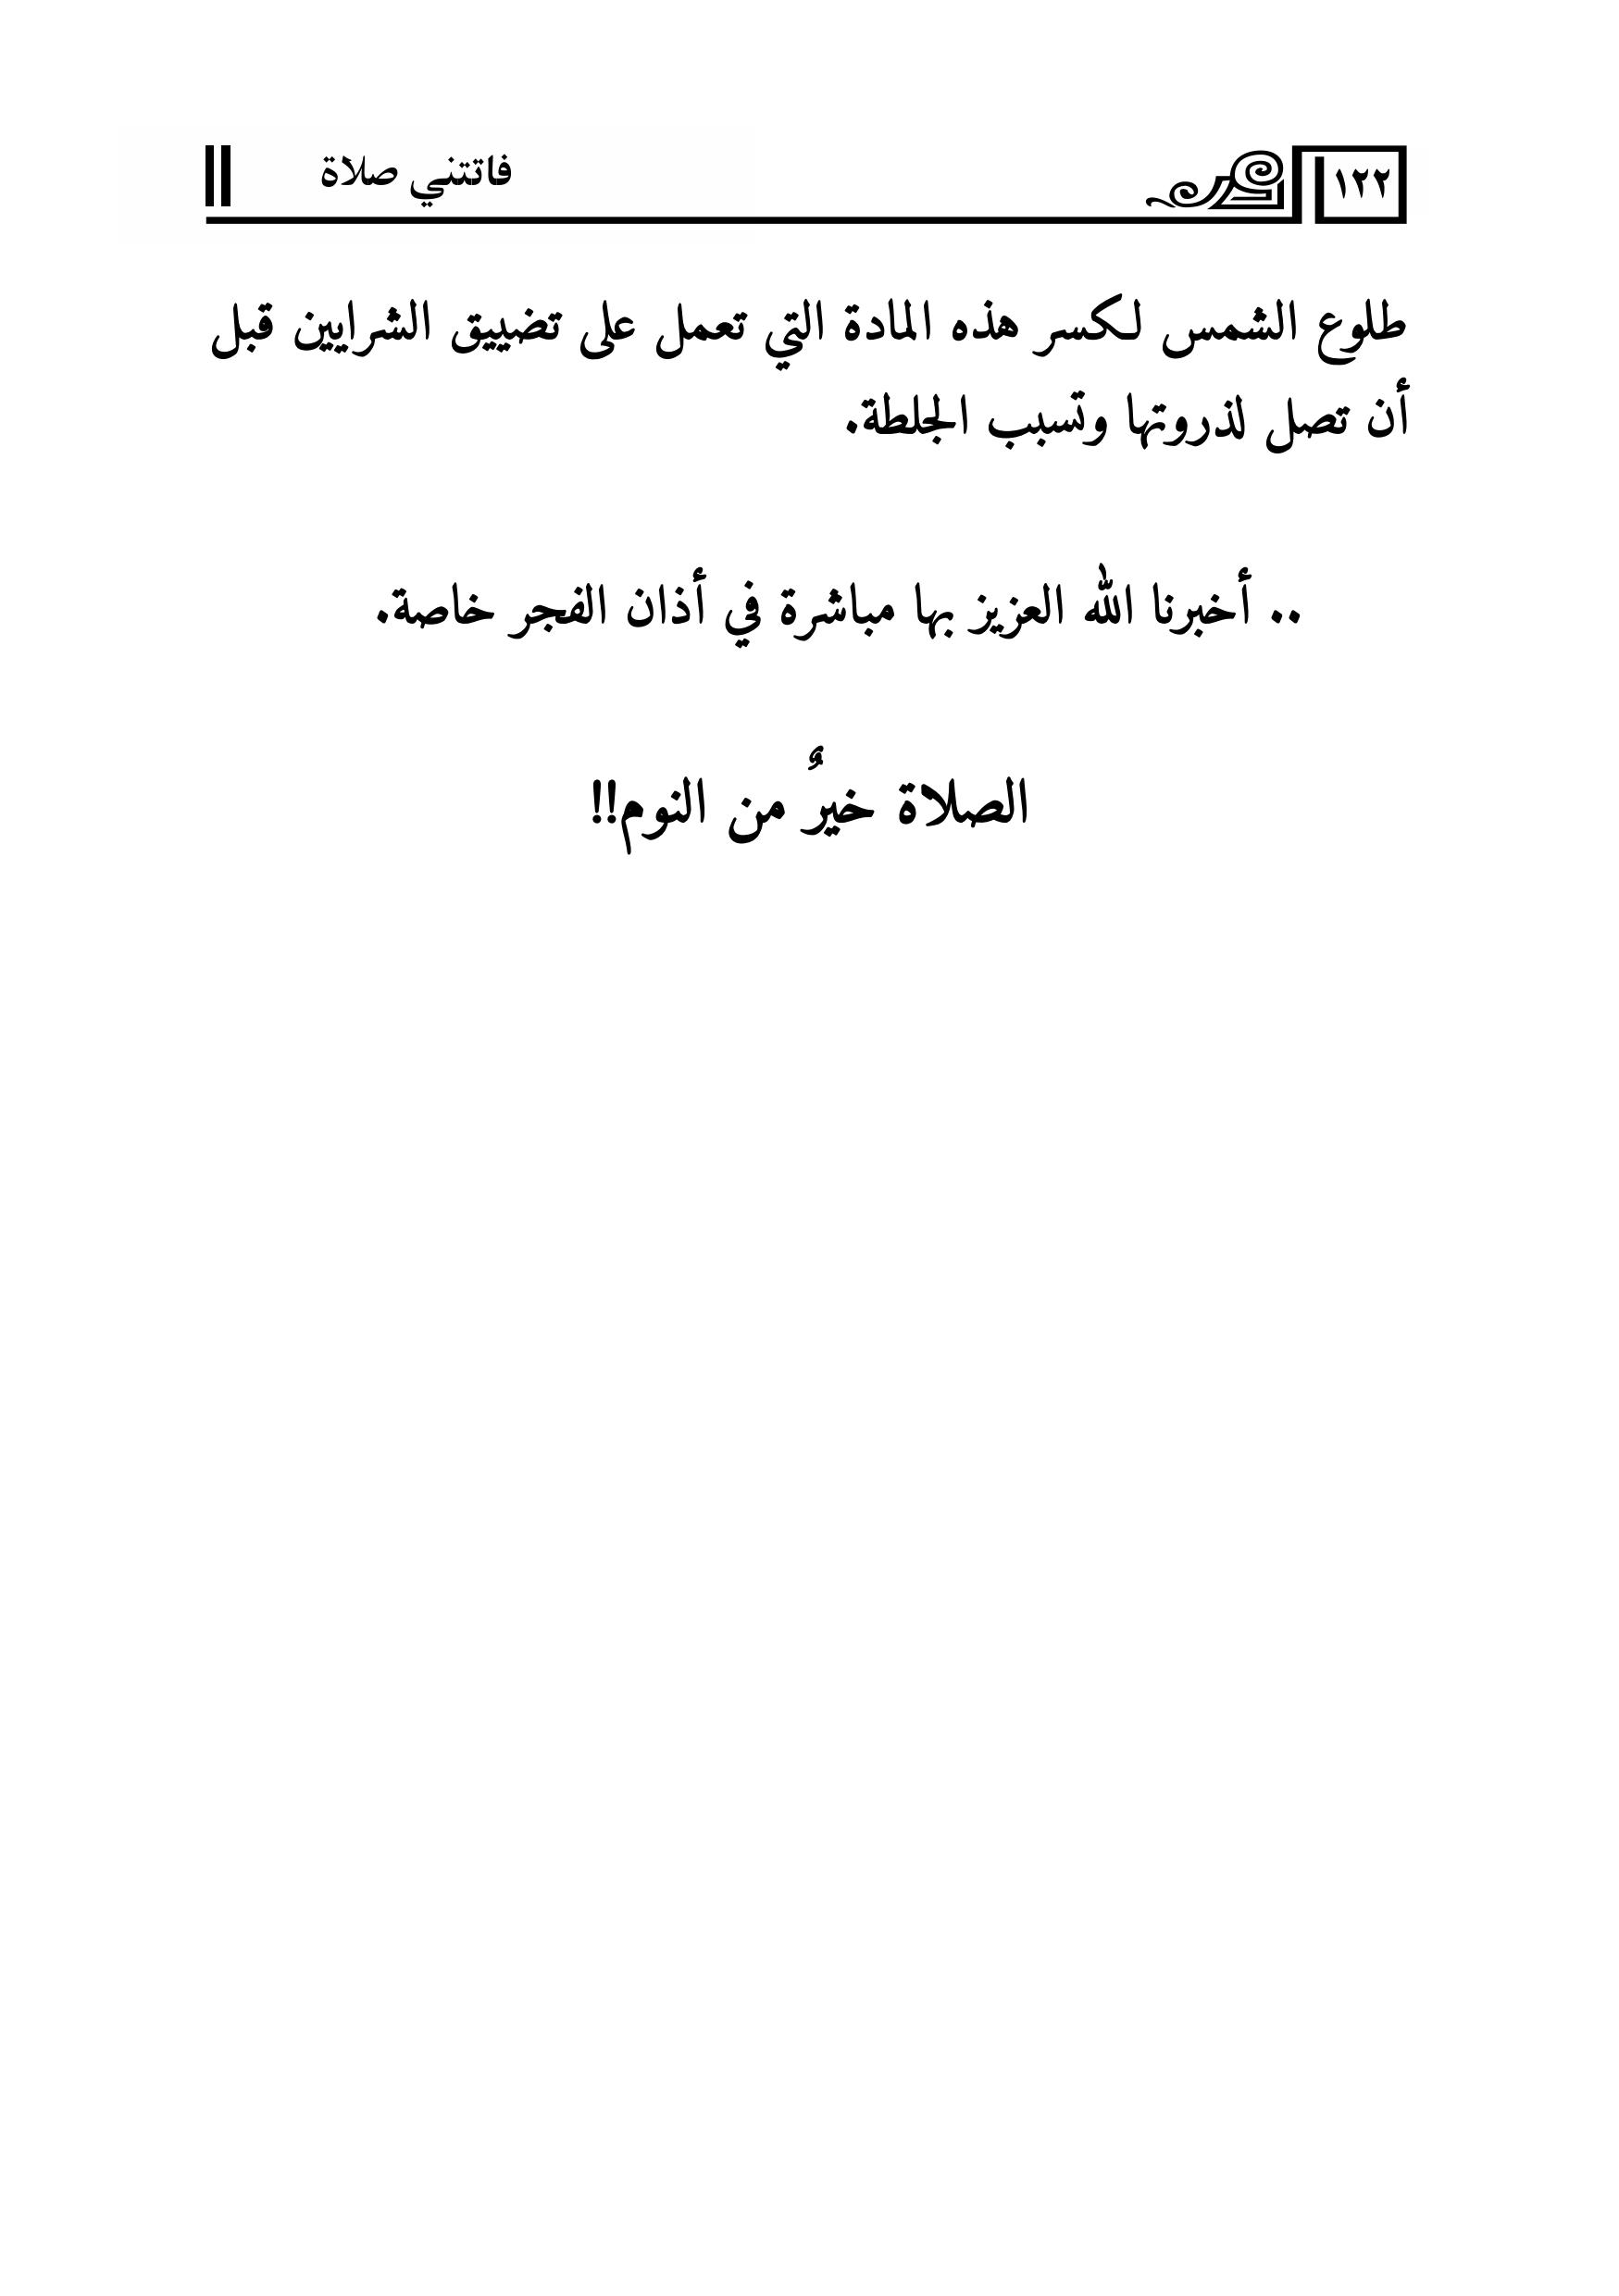 ١٢٢
فاتتني صلاة
طلوع الشمس لكسر هذه المادة التي تعمل على تضييق الشرايين قبل
أن تصل لذروتها وتسبب الجلطة.
.. أخبرنا الله العزيز بها مباشرة في أذان الفجر خاصة.
الصلاة خيرٌ من النوم!!